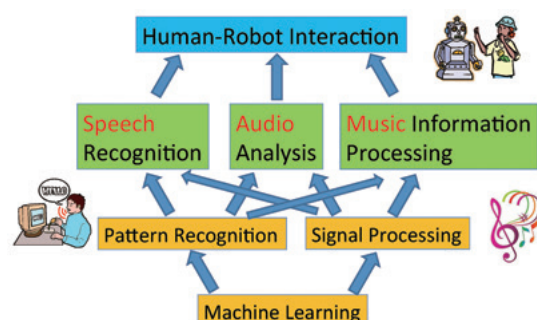 Human-Robot Interaction
Speech
Recognition
Audio
Analysis
Music Information
Processing
Pattern Recognition
Signal Processing
Machine Learning